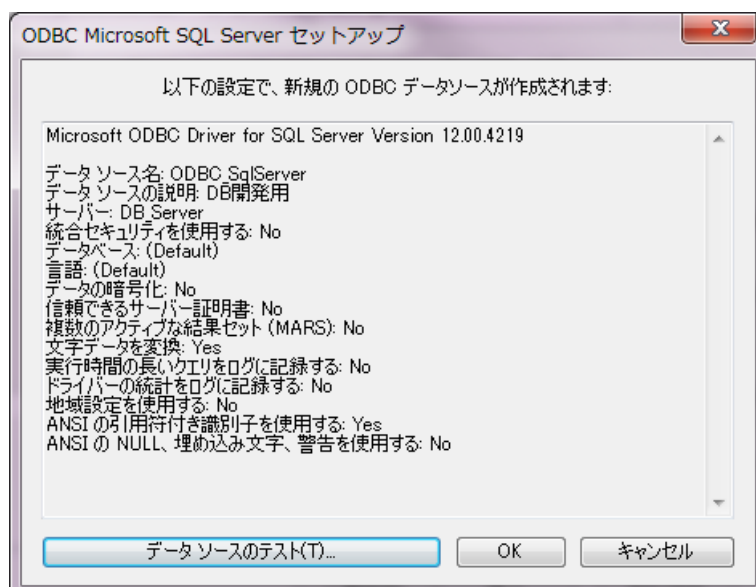 ODBC Microsoft SQL Server セットアップ
以下の設定で、新規の ODBC データソースが作成されます:
Microsoft ODBC Driver for SQL Server Version 12.00.4219
データ ソース名: ODBC_SqlServer
データ ソースの説明: DB開発用
サーバー: DB_Server
統合セキュリティを使用する: No
データベース: (Default)
言語: (Default)
データの暗号化: No
信頼できるサーバー証明書: No
複数のアクティブな結果セット (MARS): No
文字データを変換: Yes
実行時間の長いクエリをログに記録する: No
ドライバーの統計をログに記録する: No
地域設定を使用する: No
ANSI の引用符付き識別子を使用する: Yes
ANSI の NULL、埋め込み文字、警告を使用する: No
データ ソースのテスト(T)...
OK
キャンセル